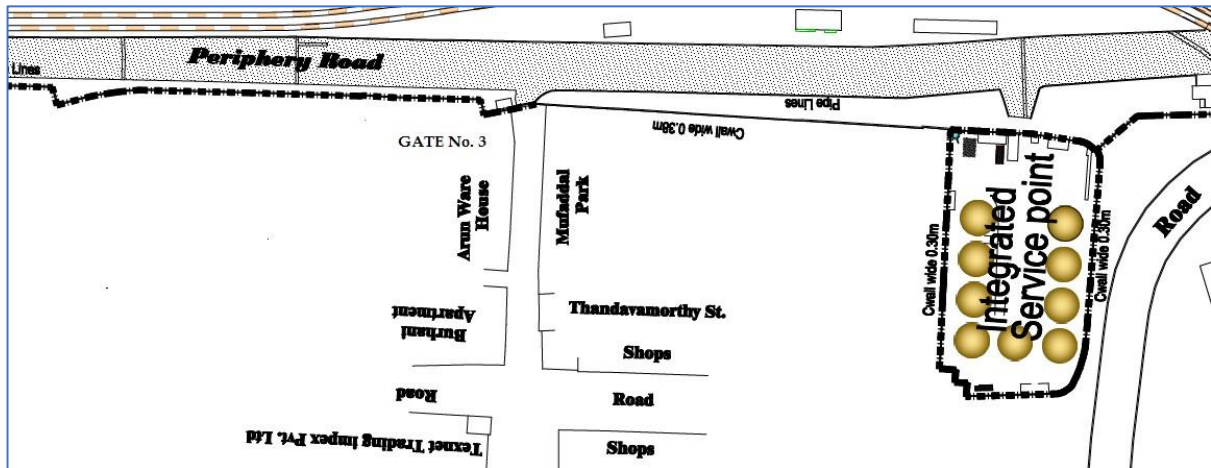 Periphery Road
Lines
Pipe Lines
Cwall wide 0.38m
GATE No. 3
Arun Ware
House
Mufaddal
Park
Integrated
Service point
Cwall wide 0.30m
Cwall wide 0.30m
Road
Burhani
Apartment
Thandavamorthy St.
Shops
Road
Road
Texnet Trading Impex Pvt. Ltd
Shops